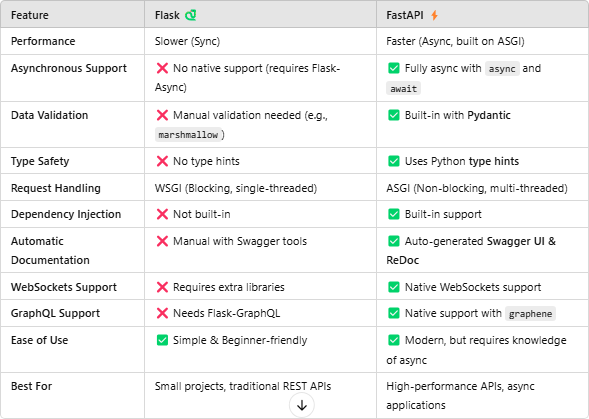 Feature Flask FastAPI
Performance Slower (Sync) Faster (Async, built on ASGI)
Asynchronous Support ❌ No native support (requires Flask-
Async) ✅ Fully async with async and
await
Data Validation ❌ Manual validation needed (e.g.,
marshmallow) ✅ Built-in with Pydantic
Type Safety ❌ No type hints ✅ Uses Python type hints
Request Handling WSGI (Blocking, single-threaded) ASGI (Non-blocking, multi-threaded)
Dependency Injection ❌ Not built-in ✅ Built-in support
Automatic
Documentation ❌ Manual with Swagger tools ✅ Auto-generated Swagger UI &
ReDoc
WebSockets Support ❌ Requires extra libraries ✅ Native WebSockets support
GraphQL Support ❌ Needs Flask-GraphQL ✅ Native support with graphene
Ease of Use ✅ Simple & Beginner-friendly ✅ Modern, but requires knowledge
of async
Best For Small projects, traditional REST APIs High-performance APIs, async
applications